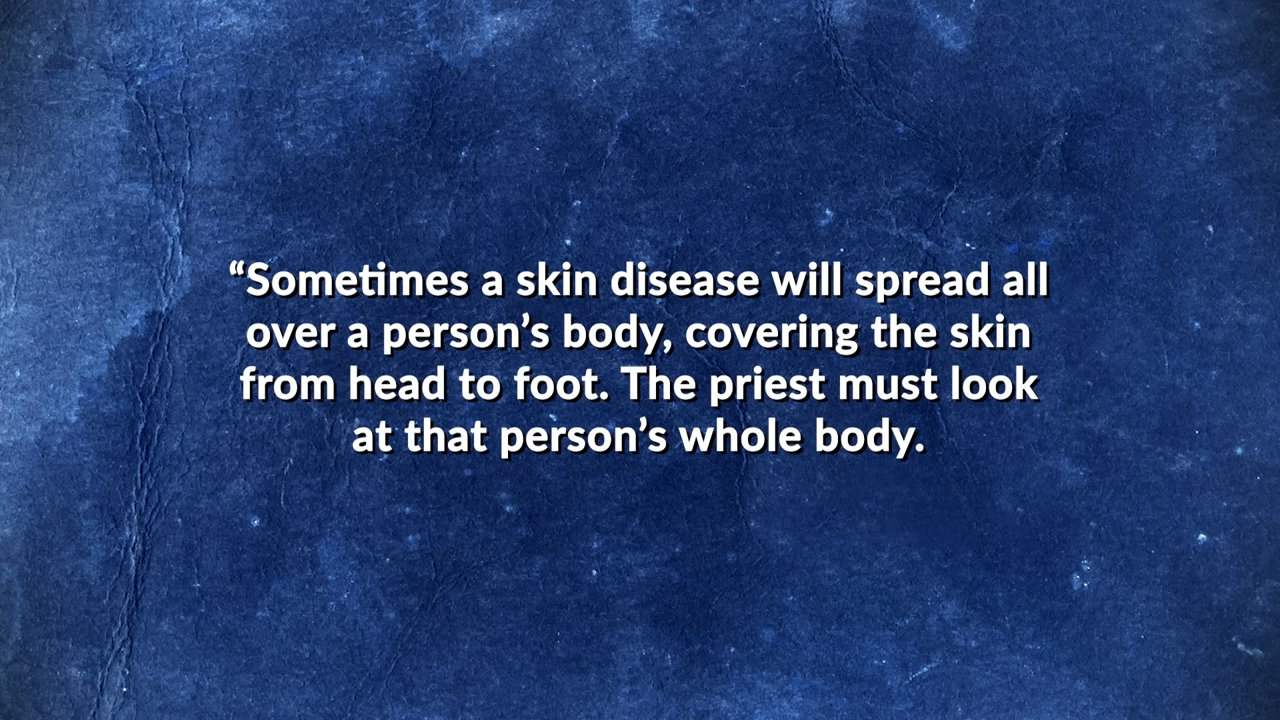 “Sometimes a skin disease will spread all
over a person’s body, covering the skin
from head to foot. The priest must look
at that person’s whole body.